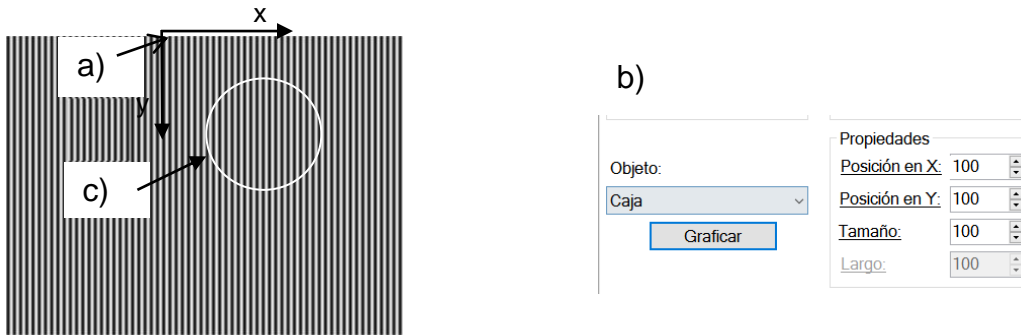 x
a)
y
c)
b)
Objeto:
Caja
Graficar
Propiedades
Posición en X: 100
Posición en Y: 100
Tamaño: 100
Largo: 100